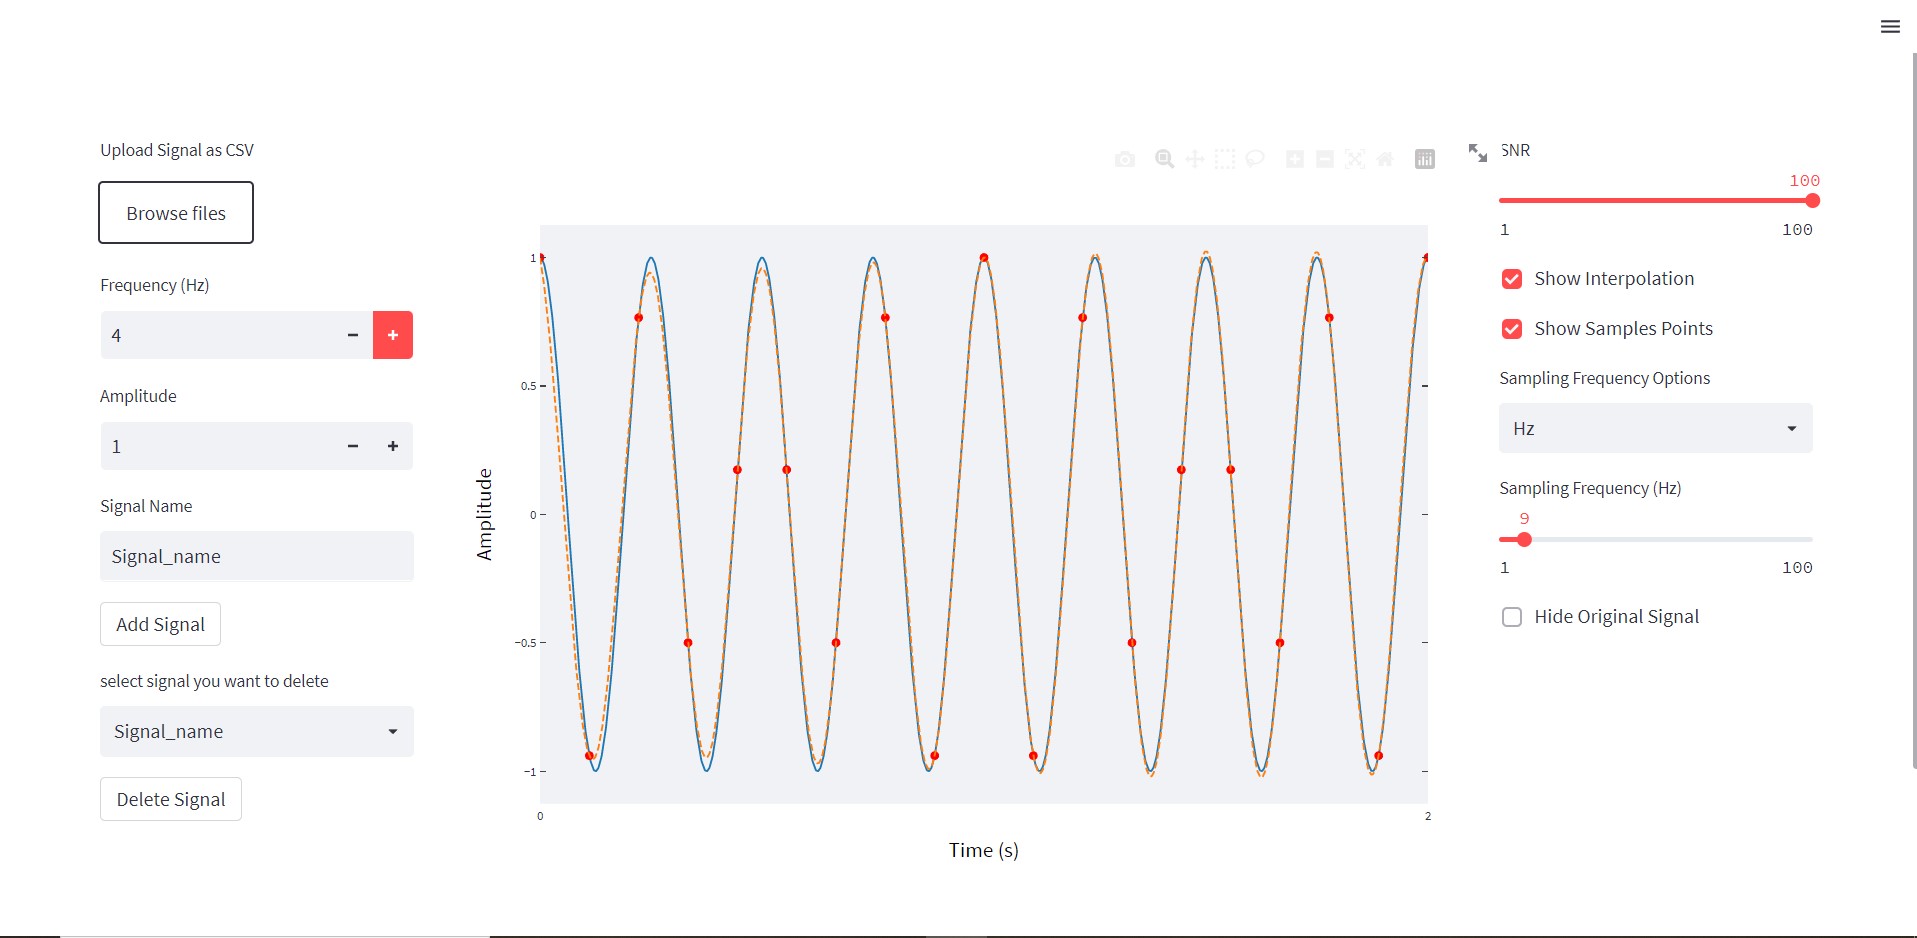 Upload Signal as CSV
Browse files
Frequency (Hz)
4
Amplitude
1
Signal Name
Signal_name
Add Signal
select signal you want to delete
Signal_name
Delete Signal
Amplitude
1
0.5
0
−0.5
−1
0
2
Time (s)
SNR
100
1
100
Show Interpolation
Show Samples Points
Sampling Frequency Options
Hz
Sampling Frequency (Hz)
9
1
100
Hide Original Signal